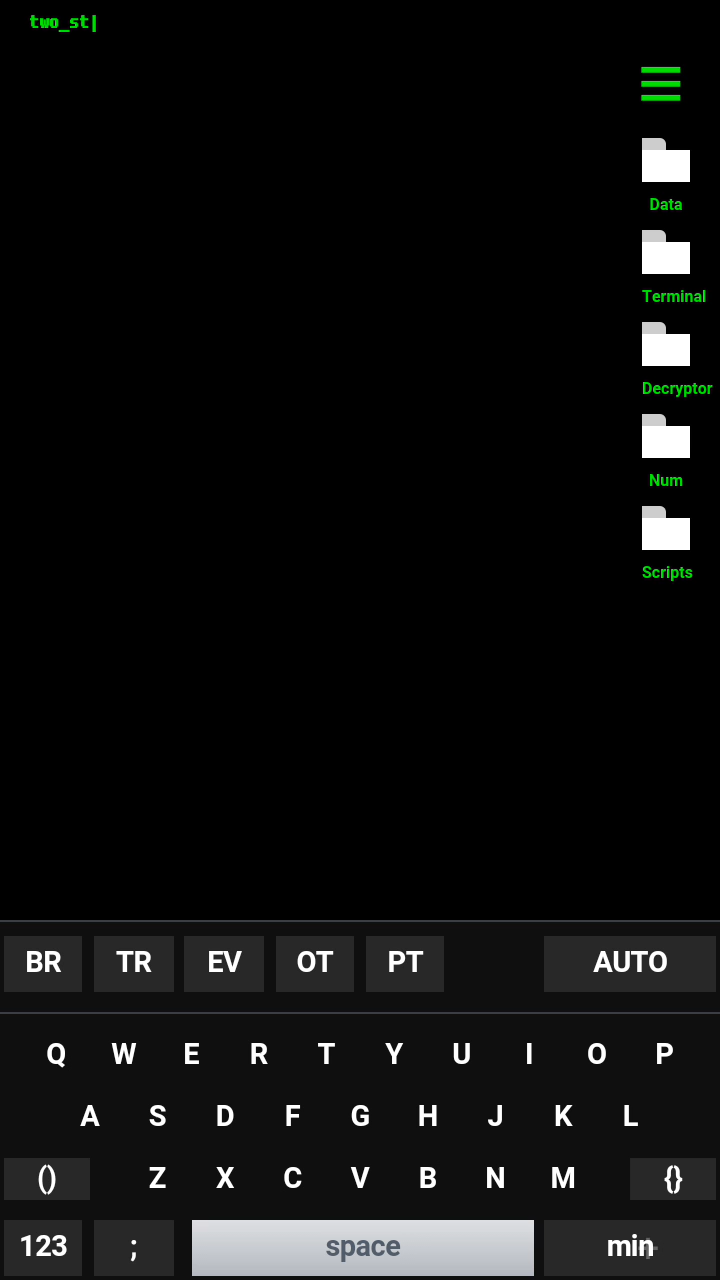 two_st|
Data
Terminal
Decryptor
Num
Scripts
BR TR EV OT PT AUTO
Q W E R T Y U I O P
A S D F G H J K L
() Z X C V B N M {}
123 ; space min